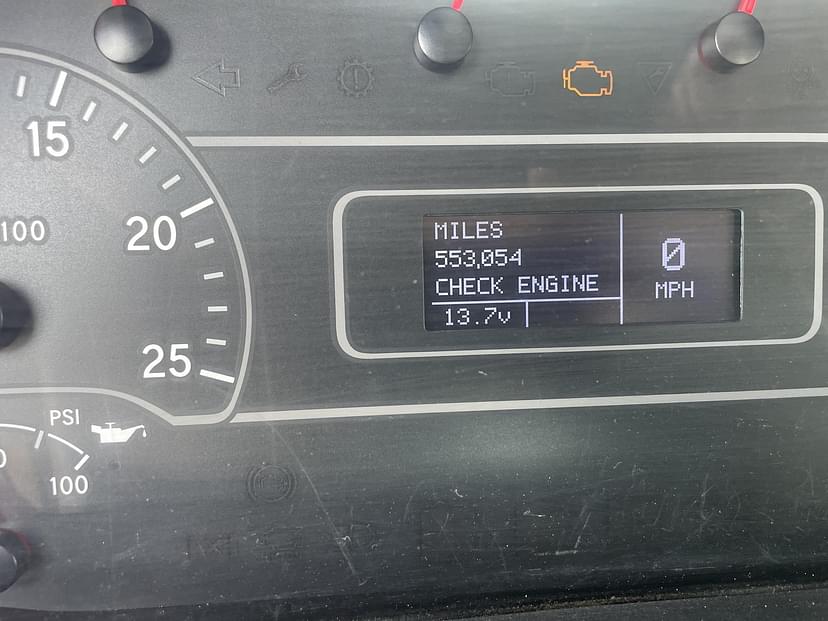 15
100
20
25
PSI
100
MILES
553,054
CHECK ENGINE
13.7v
0
MPH